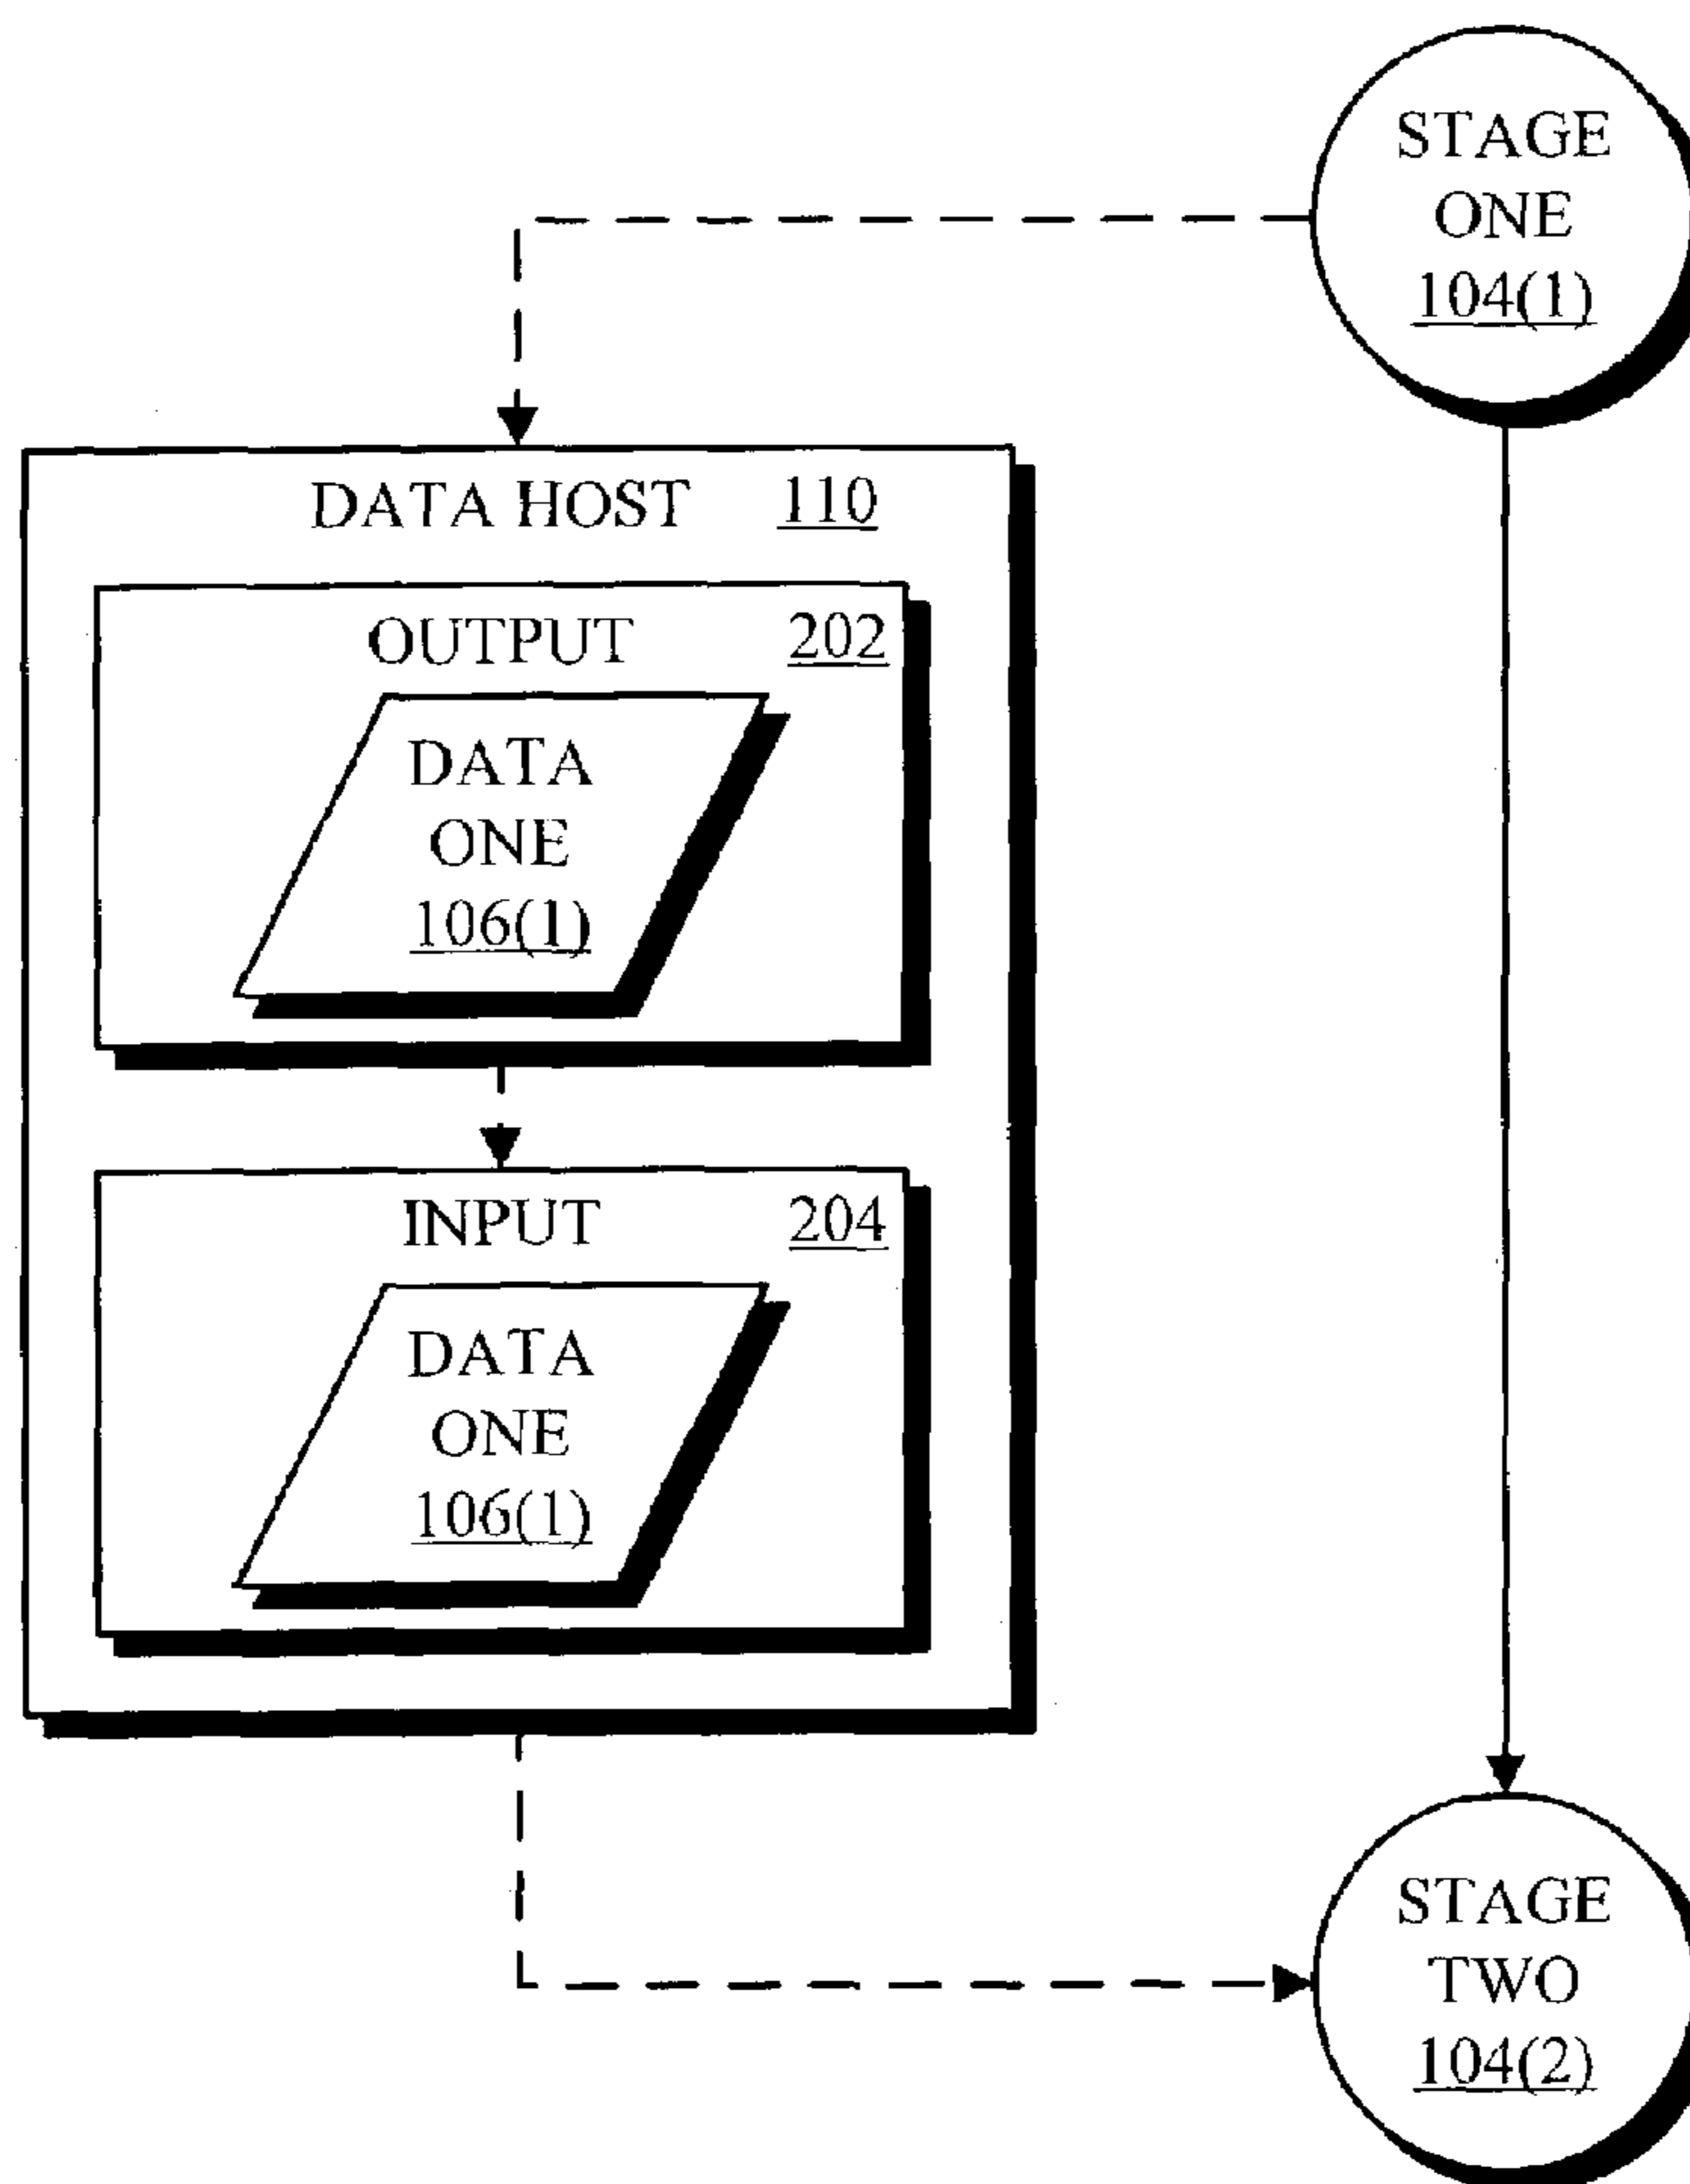 STAGE
ONE
104(1)
DATA HOST 110
OUTPUT 202
DATA
ONE
106(1)
INPUT 204
DATA
ONE
106(1)
STAGE
TWO
104(2)